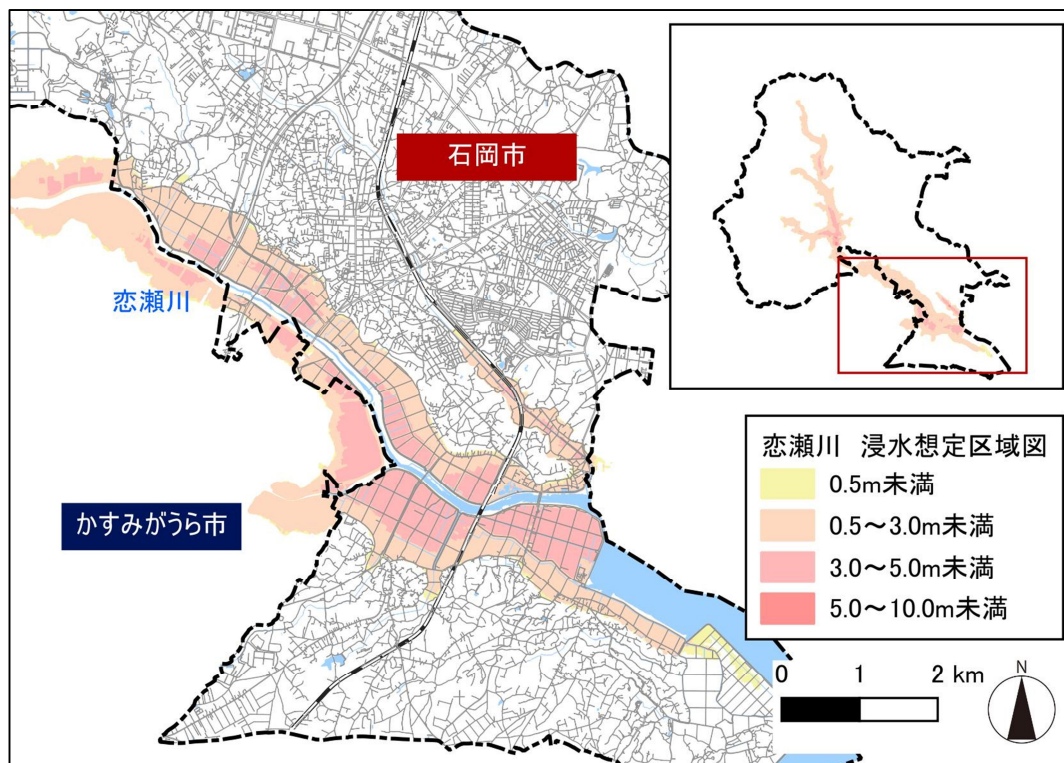 石岡市
恋瀬川
かすみがうら市
恋瀬川 浸水想定区域図
0.5m未満
0.5～3.0m未満
3.0～5.0m未満
5.0～10.0m未満
0 1 2 km
N